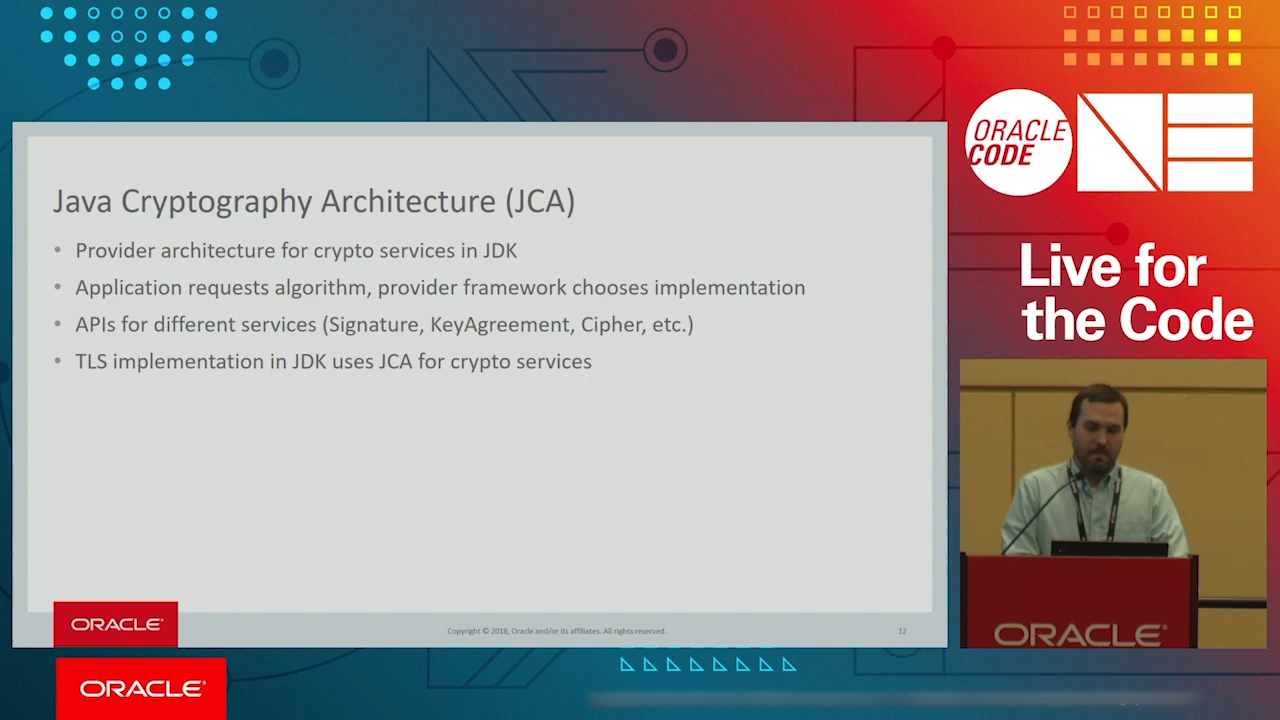 ORACLE
CODE
ONE
Live for
the Code
Java Cryptography Architecture (JCA)
• Provider architecture for crypto services in JDK
• Application requests algorithm, provider framework chooses implementation
• APIs for different services (Signature, KeyAgreement, Cipher, etc.)
• TLS implementation in JDK uses JCA for crypto services
ORACLE®
Copyright © 2018, Oracle and/or its affiliates. All rights reserved.
12
ORACLE®
ORACLE®